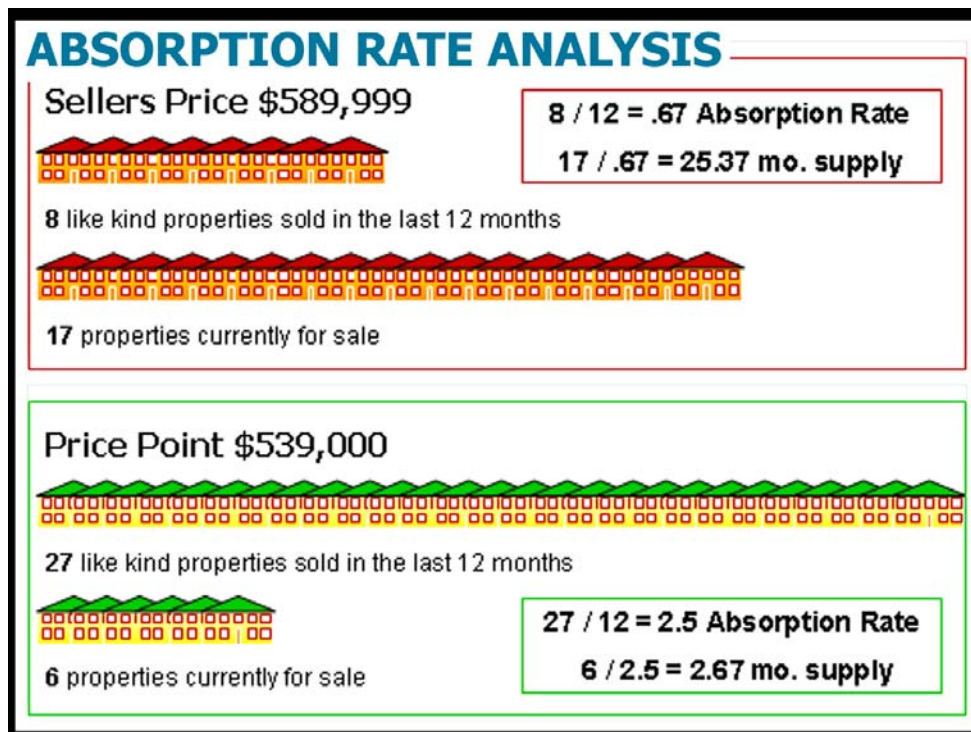 ABSORPTION RATE ANALYSIS
Sellers Price $589,999
8 / 12 = .67 Absorption Rate
17 / .67 = 25.37 mo. supply
8 like kind properties sold in the last 12 months
17 properties currently for sale
Price Point $539,000
27 like kind properties sold in the last 12 months
27 / 12 = 2.5 Absorption Rate
6 / 2.5 = 2.67 mo. supply
6 properties currently for sale